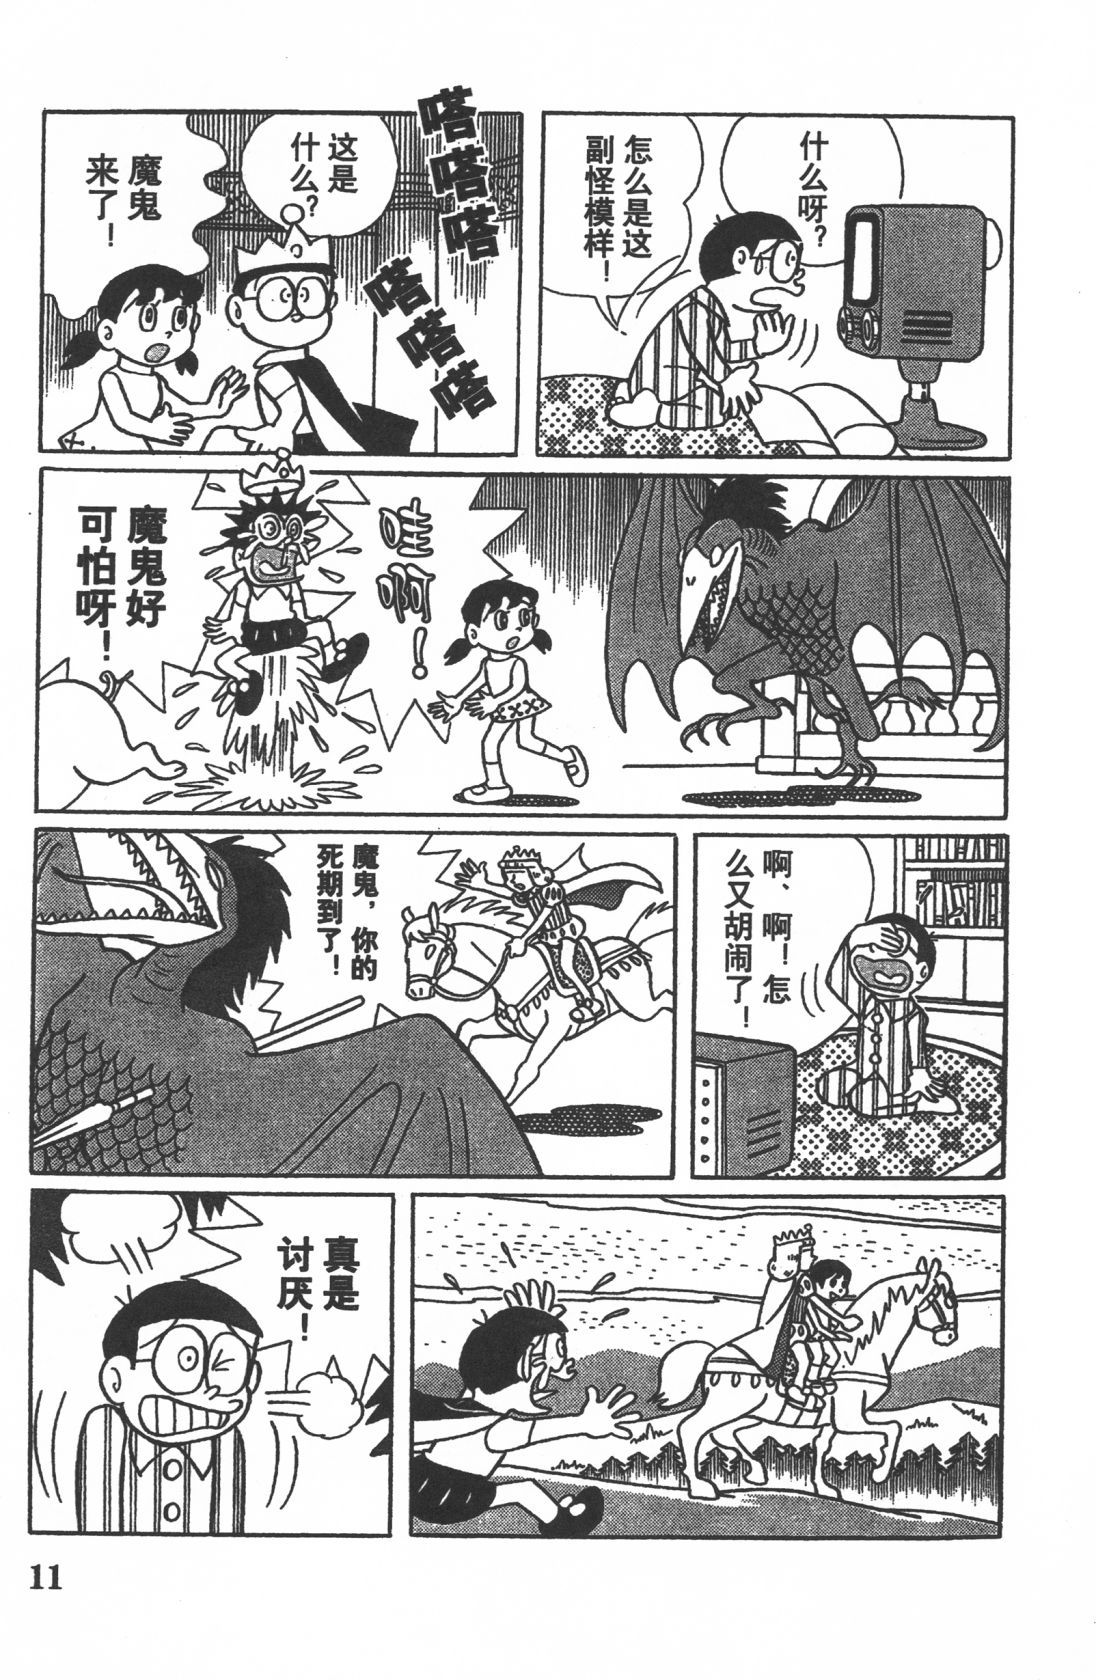 什么呀？
怎么是这
副怪模样！
嗒嗒嗒
嗒嗒嗒
这是
什么？
魔鬼
来了！
哇啊！
魔鬼好
可怕呀！
啊、啊！怎
么又胡闹了！
魔鬼，你的
死期到了！
真是
讨厌！
11